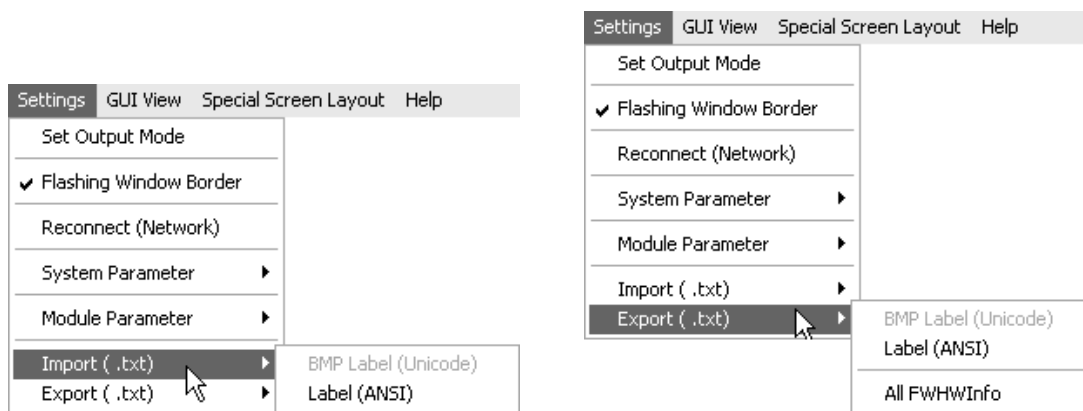 Settings GUI View Special Screen Layout Help
Set Output Mode
Flashing Window Border
Reconnect (Network)
System Parameter
Module Parameter
Import ( .txt)
Export ( .txt)
BMP Label (Unicode)
Label (ANSI)
Settings GUI View Special Screen Layout Help
Set Output Mode
Flashing Window Border
Reconnect (Network)
System Parameter
Module Parameter
Import ( .txt)
Export ( .txt)
BMP Label (Unicode)
Label (ANSI)
All FWHWInfo